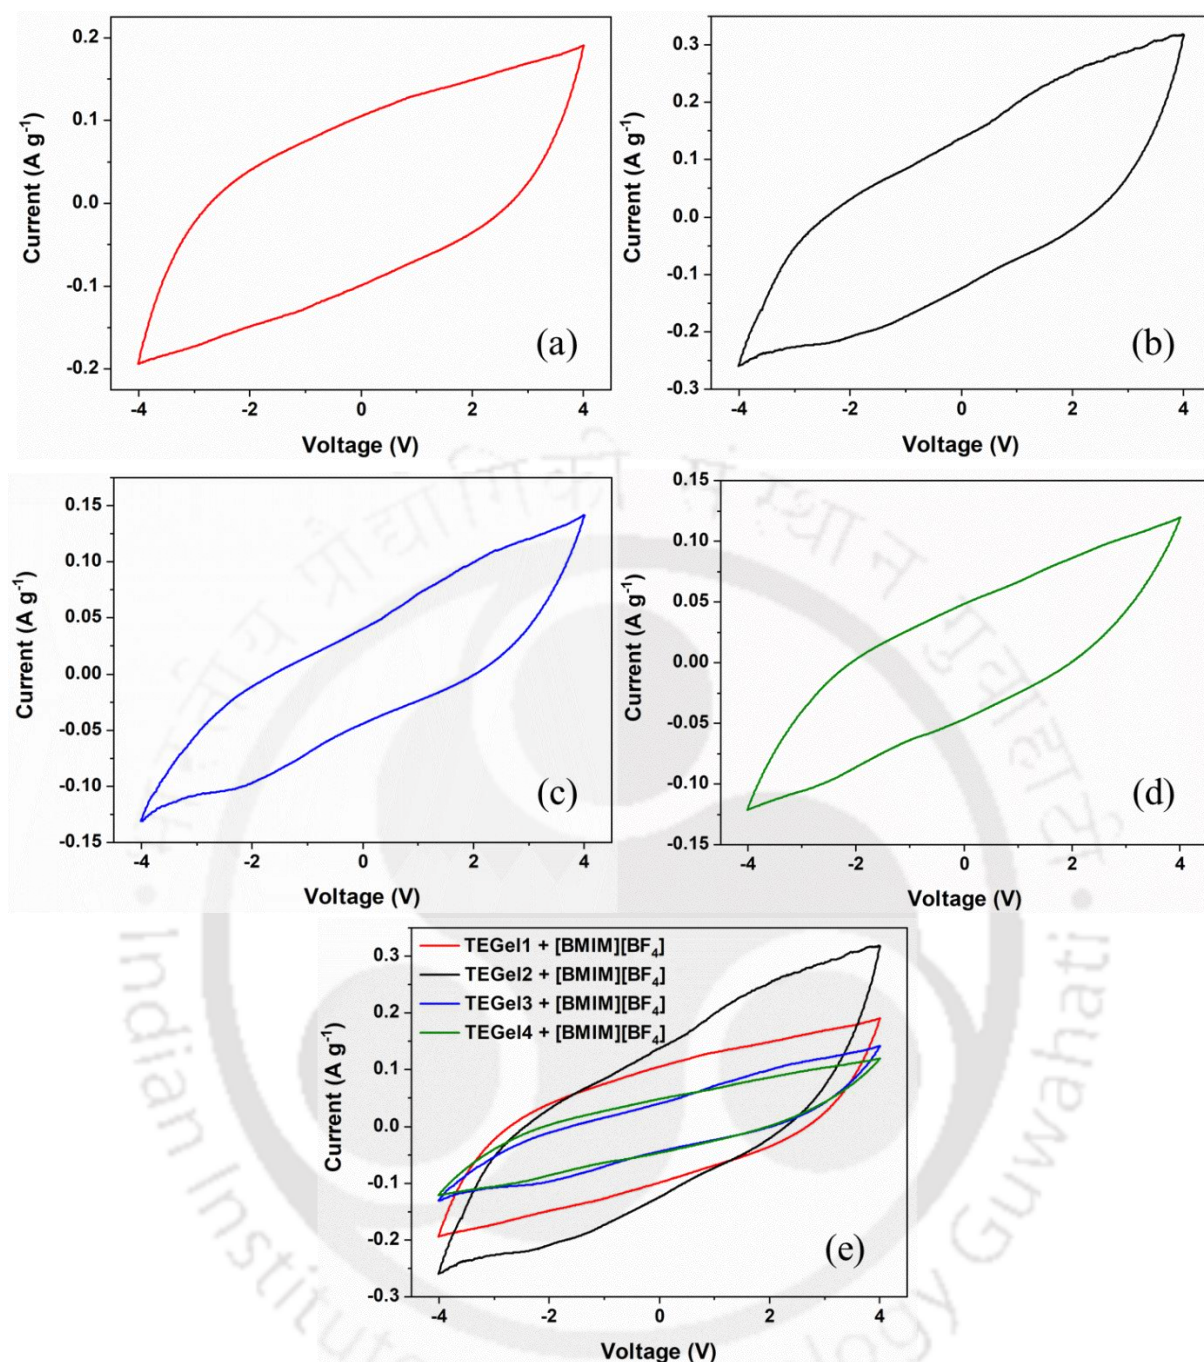 0.2
0.1
0.0
-0.1
-0.2
Current (A g⁻¹)
-4 -2 0 2 4
Voltage (V)
(a)
0.3
0.2
0.1
0.0
-0.1
-0.2
-0.3
Current (A g⁻¹)
-4 -2 0 2 4
Voltage (V)
(b)
0.15
0.10
0.05
0.00
-0.05
-0.10
-0.15
Current (A g⁻¹)
-4 -2 0 2 4
Voltage (V)
(c)
0.15
0.10
0.05
0.00
-0.05
-0.10
-0.15
Current (A g⁻¹)
-4 -2 0 2 4
Voltage (V)
(d)
TEGel1 + [BMIM][BF₄]
TEGel2 + [BMIM][BF₄]
TEGel3 + [BMIM][BF₄]
TEGel4 + [BMIM][BF₄]
0.3
0.2
0.1
0.0
-0.1
-0.2
-0.3
Current (A g⁻¹)
-4 -2 0 2 4
Voltage (V)
(e)
Indian Guwahati